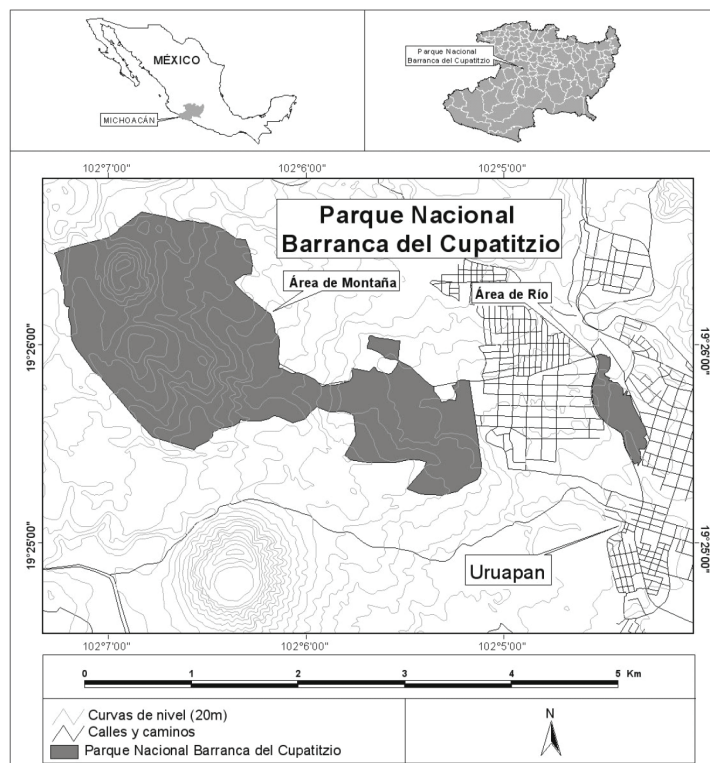 MÉXICO
MICHOACÁN
Parque Nacional
Barranca del Cupatitzio
102°7'00"
102°6'00"
102°5'00"
Parque Nacional
Barranca del Cupatitzio
Área de Montaña
Área de Río
19°26'00"
19°26'00"
19°25'00"
19°25'00"
Uruapan
102°7'00"
102°6'00"
102°5'00"
0 1 2 3 4 5 Km
Curvas de nivel (20m)
Calles y caminos
Parque Nacional Barranca del Cupatitzio
N